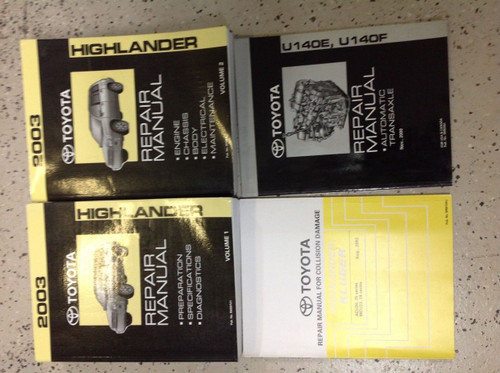 2003
HIGHLANDER
TOYOTA
REPAIR MANUAL
• ENGINE
• CHASSIS
• BODY
• ELECTRICAL
• MAINTENANCE
VOLUME 2
U140E, U140F
TOYOTA
REPAIR MANUAL
• AUTOMATIC
TRANSAXLE
2003
HIGHLANDER
TOYOTA
REPAIR MANUAL
• PREPARATION
• SPECIFICATIONS
• DIAGNOSTICS
VOLUME 1
TOYOTA
REPAIR MANUAL FOR COLLISION DAMAGE